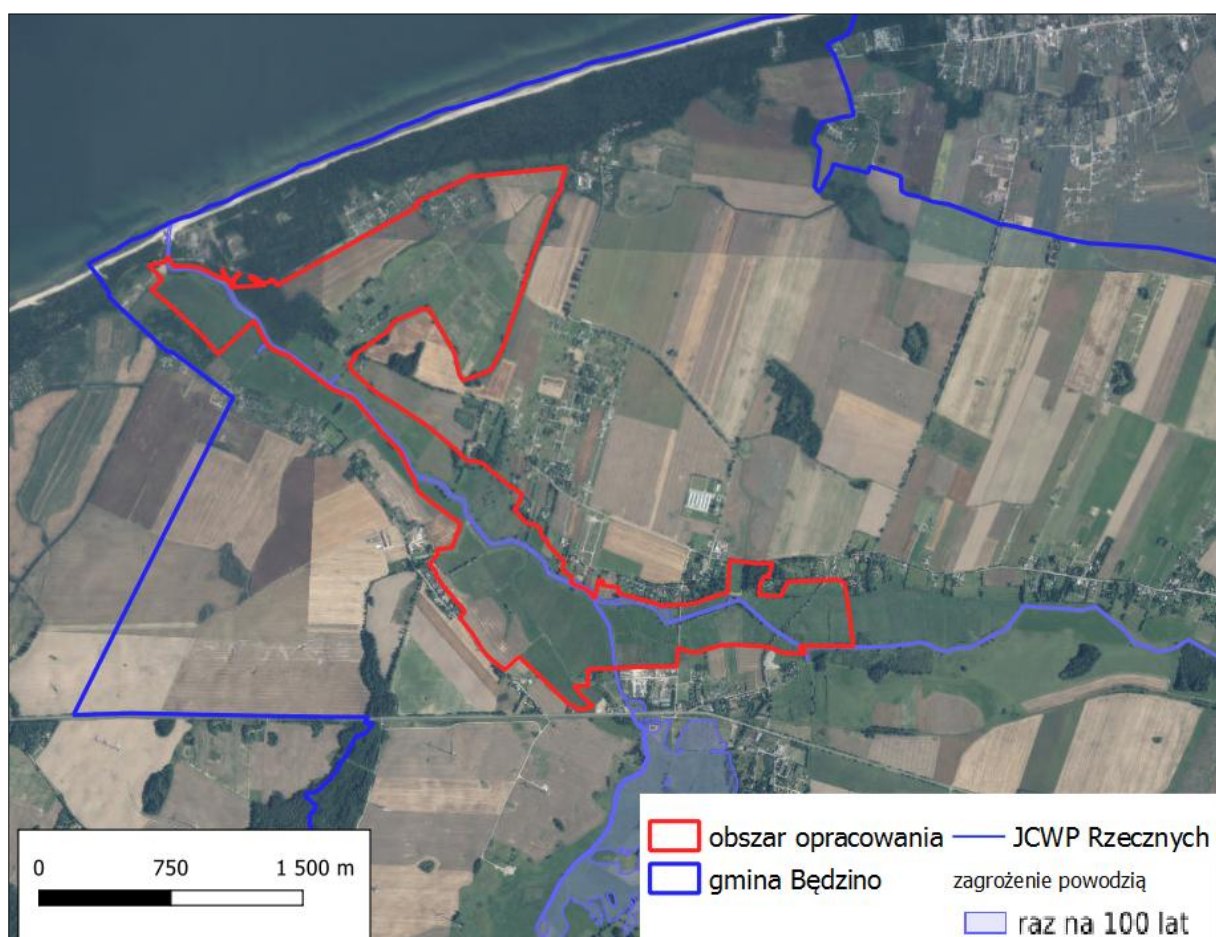 0 750 1 500 m
obszar opracowania JCWP Rzecznych
gmina Będzino zagrożenie powodzią
raz na 100 lat